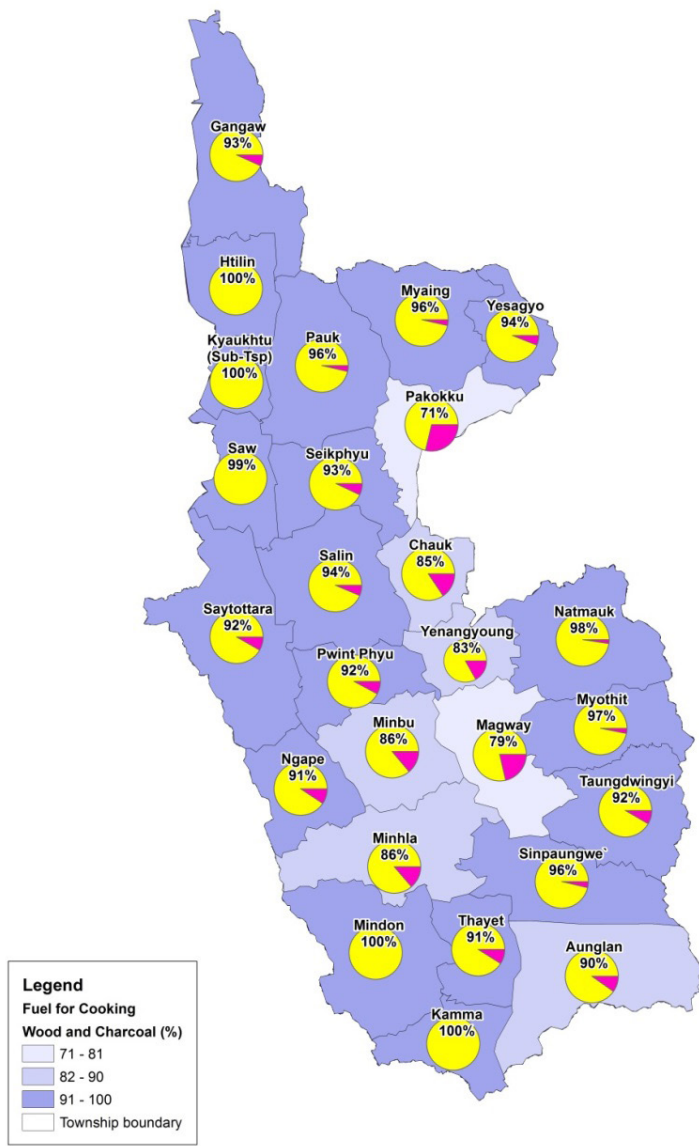 Gangaw
93%
Htilin
100%
Myaing
96%
Yesagyo
94%
Kyaukhtu
(Sub-Tsp)
100%
Pauk
96%
Pakokku
71%
Saw
99%
Seikphyu
93%
Chauk
85%
Salin
94%
Saytottara
92%
Natmauk
98%
Yenangyoung
83%
Pwint Phyu
92%
Myothit
97%
Minbu
86%
Magway
79%
Ngape
91%
Taungdwingyi
92%
Minhla
86%
Sinpaungwe`
96%
Mindon
100%
Thayet
91%
Aunglan
90%
Kamma
100%
Legend
Fuel for Cooking
Wood and Charcoal (%)
71 - 81
82 - 90
91 - 100
Township boundary